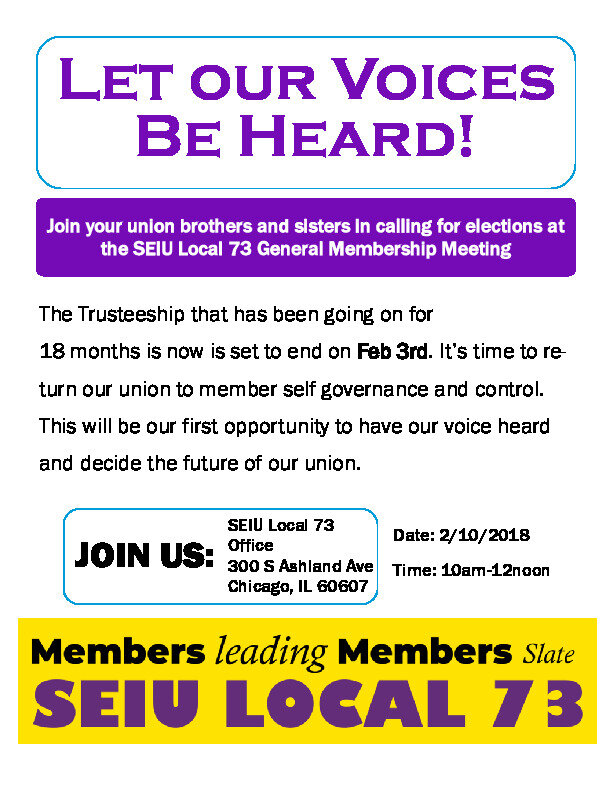 LET OUR VOICES
BE HEARD!
Join your union brothers and sisters in calling for elections at
the SEIU Local 73 General Membership Meeting
The Trusteeship that has been going on for
18 months is now is set to end on Feb 3rd. It's time to re-
turn our union to member self governance and control.
This will be our first opportunity to have our voice heard
and decide the future of our union.
JOIN US:
SEIU Local 73
Office
300 S Ashland Ave
Chicago, IL 60607
Date: 2/10/2018
Time: 10am-12noon
Members leading Members Slate
SEIU LOCAL 73